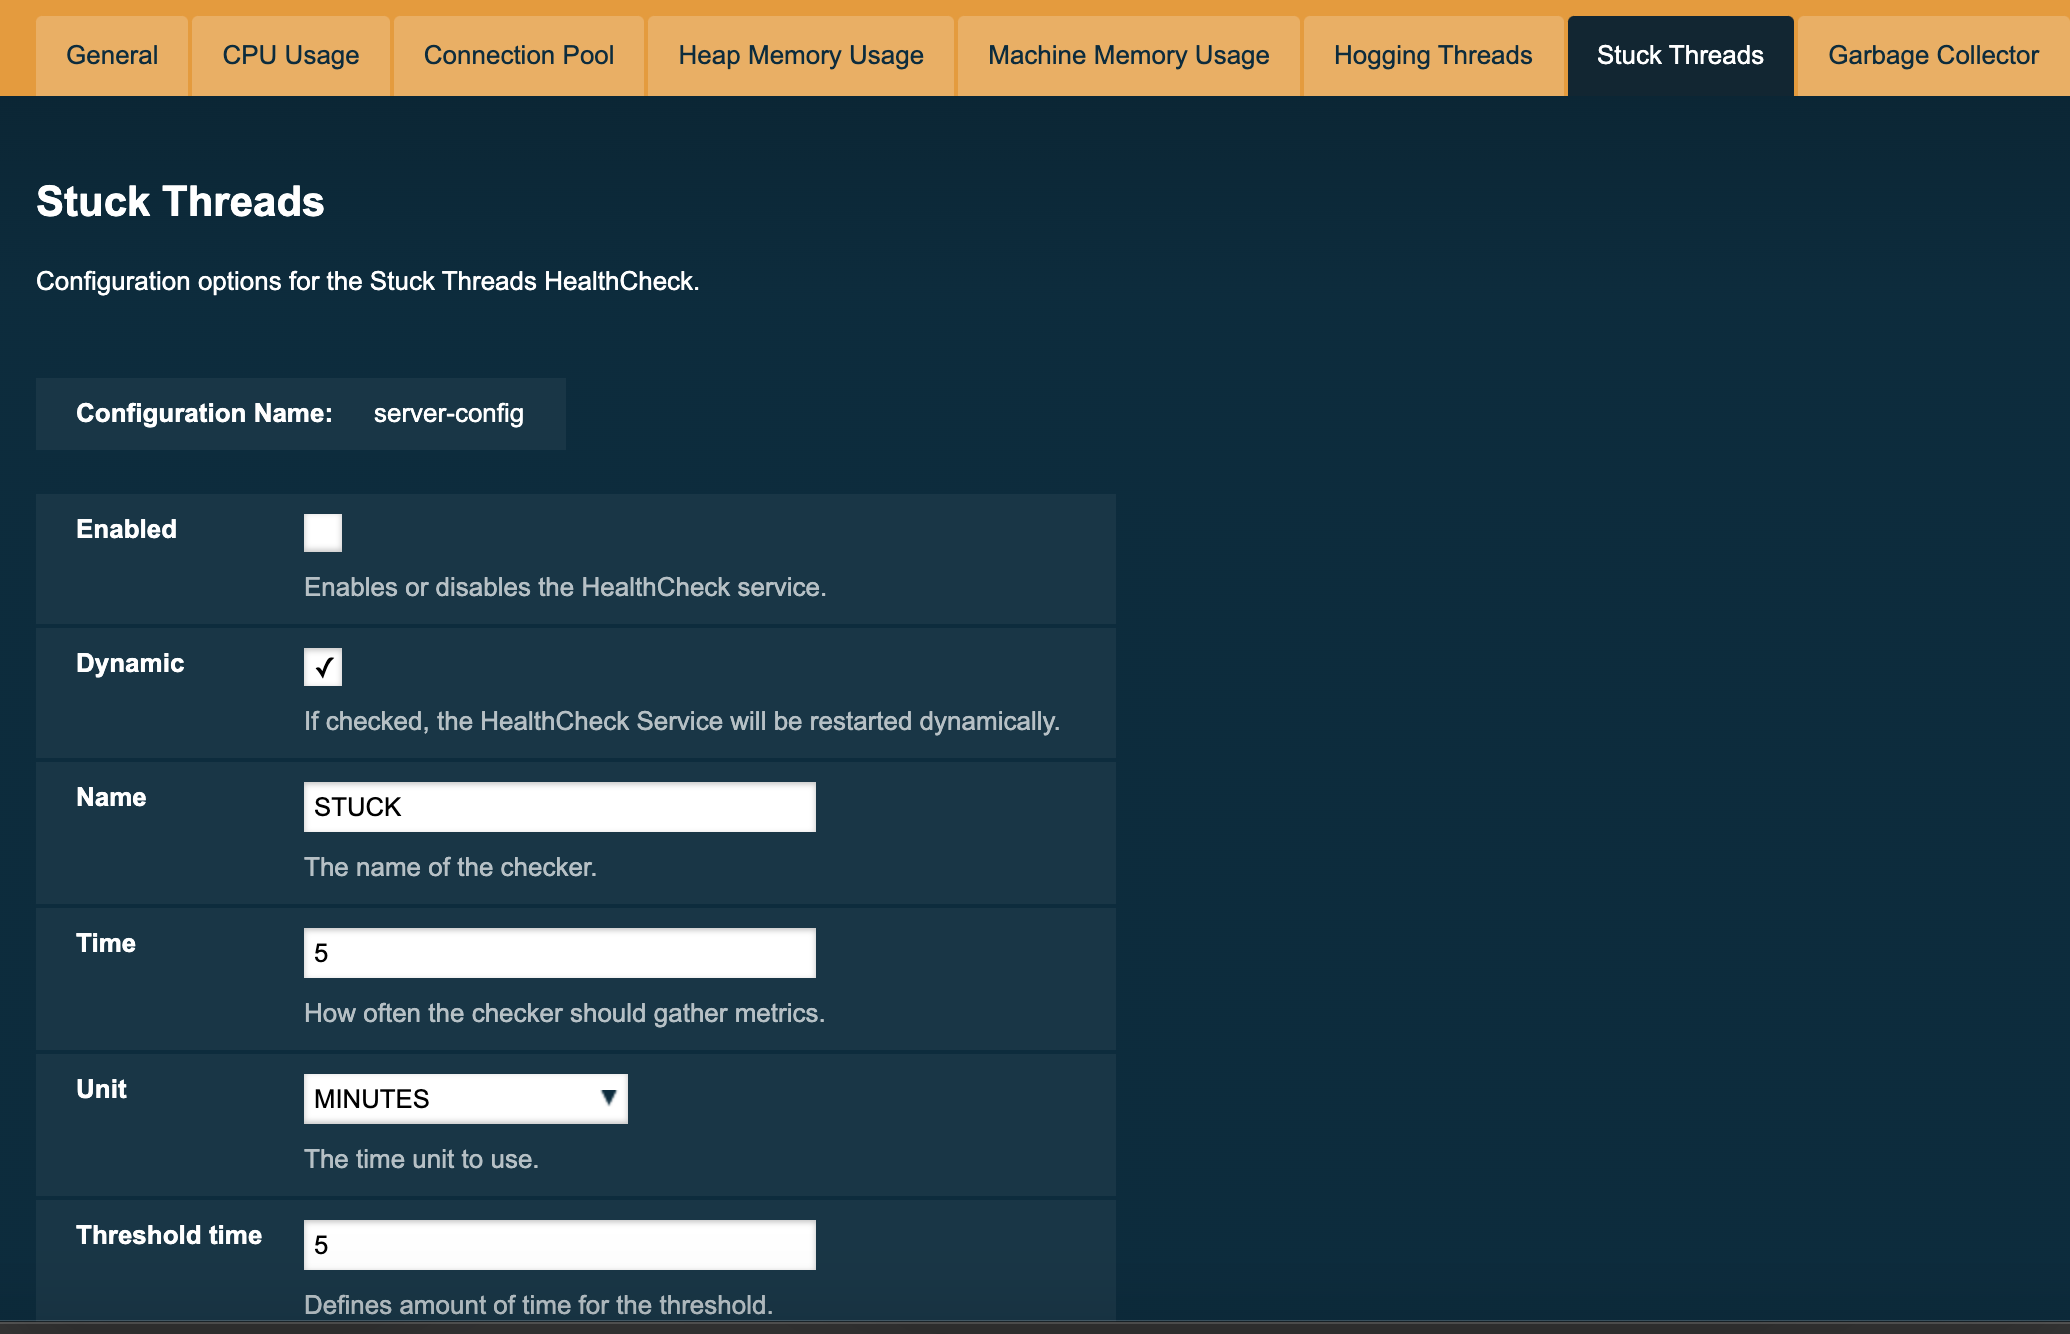 General CPU Usage Connection Pool Heap Memory Usage Machine Memory Usage Hogging Threads Stuck Threads Garbage Collector
Stuck Threads
Configuration options for the Stuck Threads HealthCheck.
Configuration Name: server-config
Enabled
Enables or disables the HealthCheck service.
Dynamic
If checked, the HealthCheck Service will be restarted dynamically.
Name STUCK
The name of the checker.
Time 5
How often the checker should gather metrics.
Unit MINUTES
The time unit to use.
Threshold time 5
Defines amount of time for the threshold.